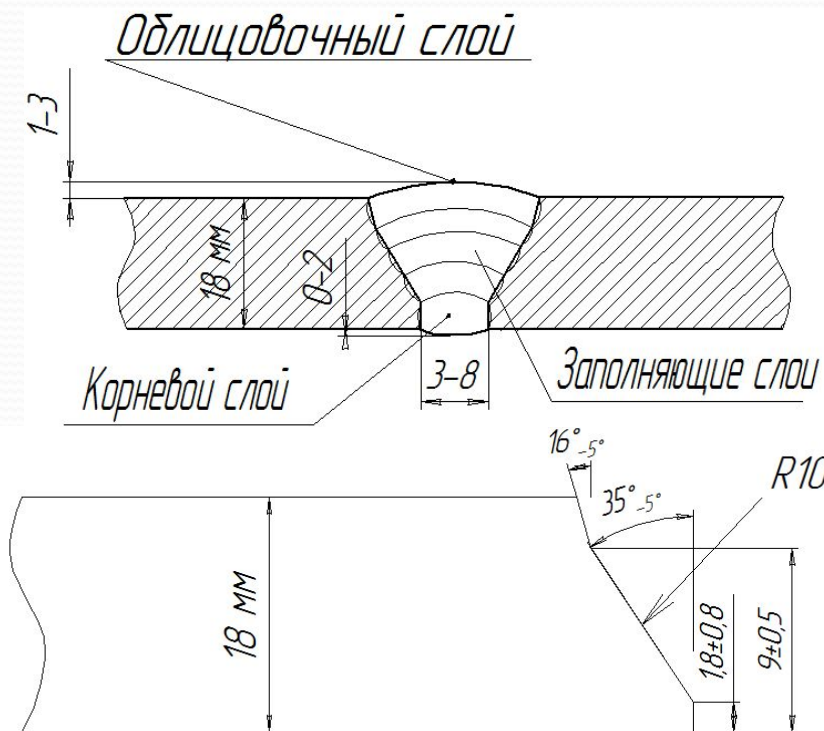 Облицовочный слой
1-3
18 мм
0-2
3-8
Корневой слой
Заполняющие слои
16°-5°
35°-5°
R10
18 мм
1,8±0,8
9±0,5